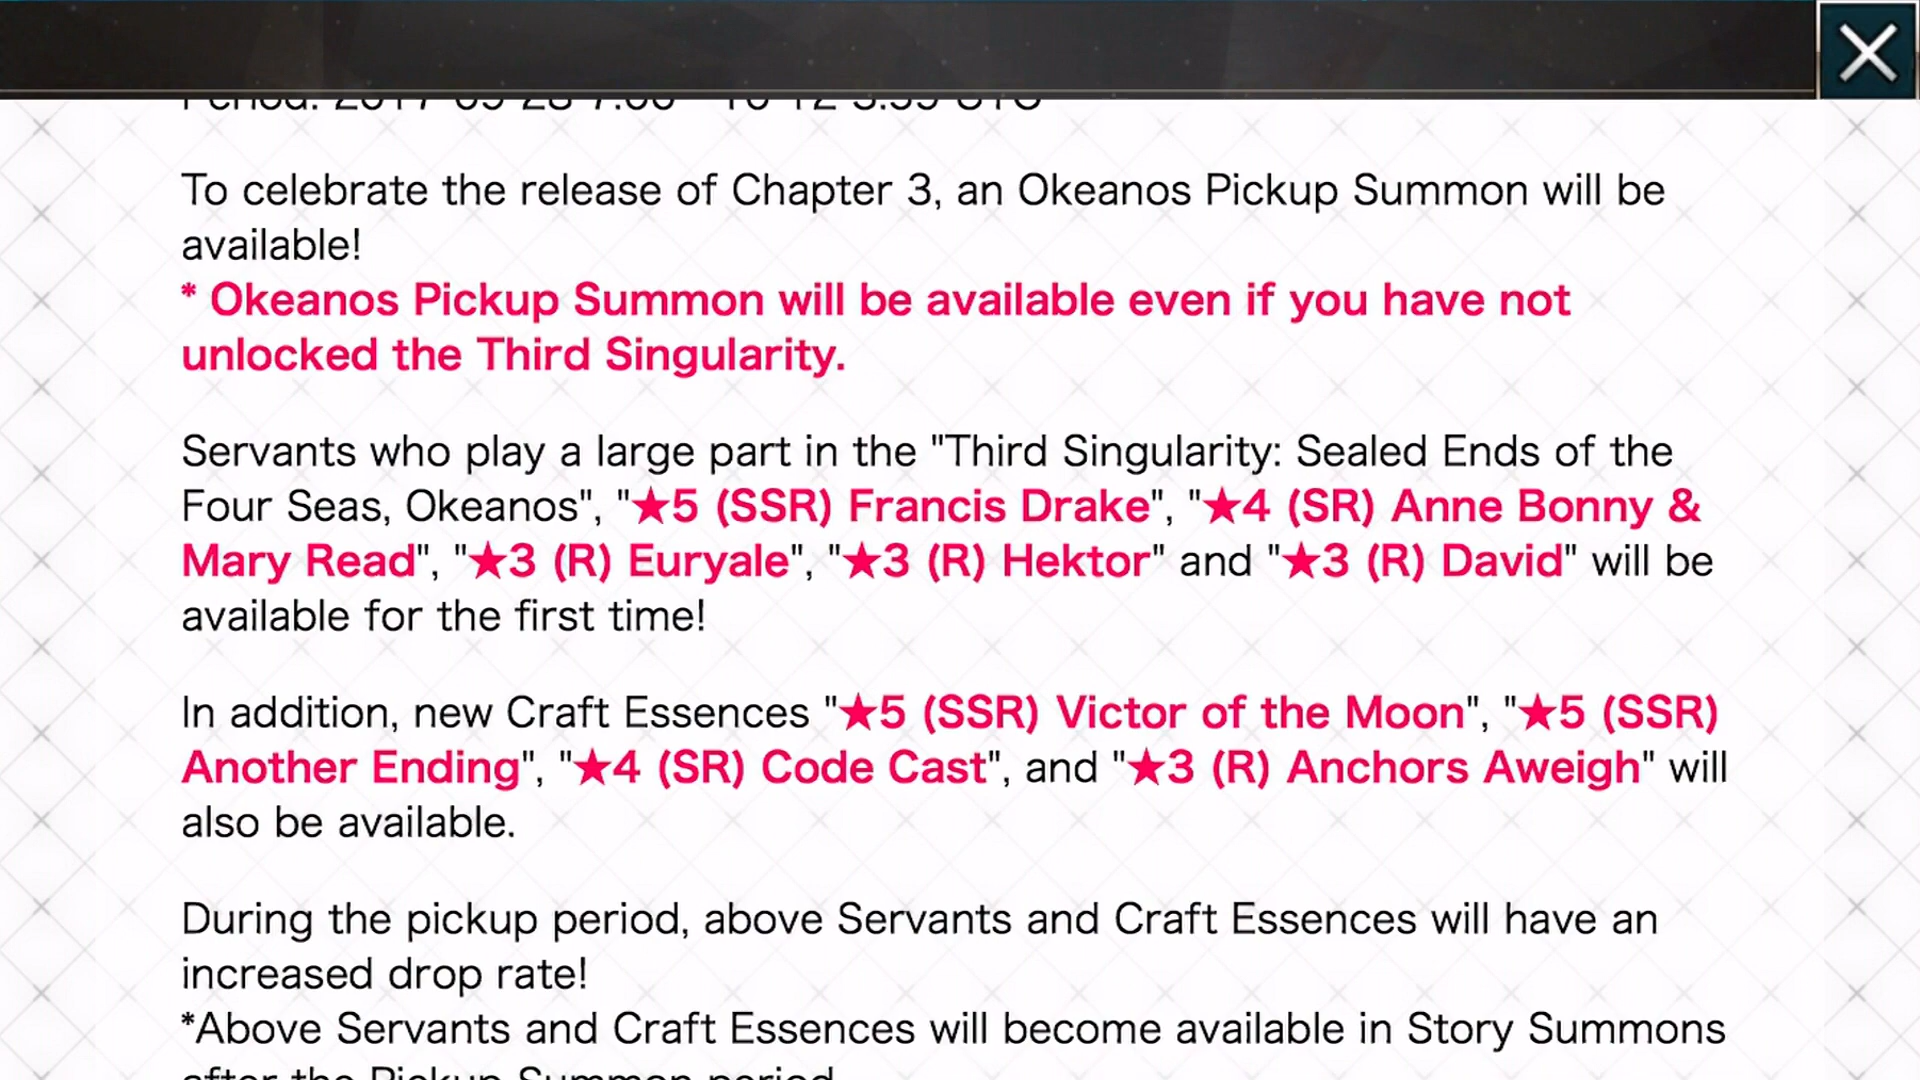 To celebrate the release of Chapter 3, an Okeanos Pickup Summon will be
available!
* Okeanos Pickup Summon will be available even if you have not
unlocked the Third Singularity.
Servants who play a large part in the "Third Singularity: Sealed Ends of the
Four Seas, Okeanos", "★5 (SSR) Francis Drake", "★4 (SR) Anne Bonny &
Mary Read", "★3 (R) Euryale", "★3 (R) Hektor" and "★3 (R) David" will be
available for the first time!
In addition, new Craft Essences "★5 (SSR) Victor of the Moon", "★5 (SSR)
Another Ending", "★4 (SR) Code Cast", and "★3 (R) Anchors Aweigh" will
also be available.
During the pickup period, above Servants and Craft Essences will have an
increased drop rate!
*Above Servants and Craft Essences will become available in Story Summons
after the Pickup Summon period